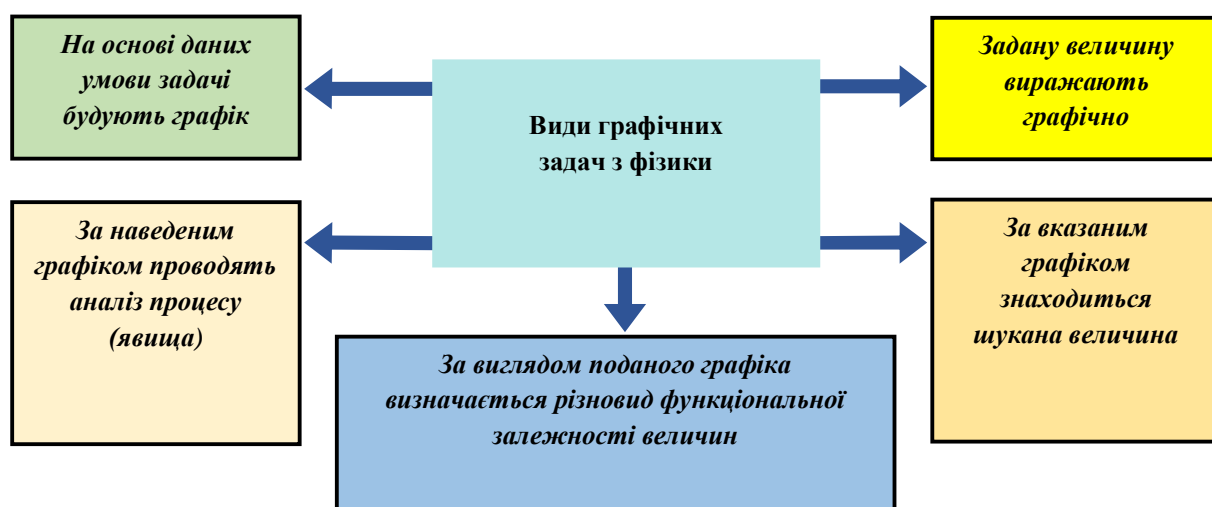 На основі даних
умови задачі
будують графік
Види графічних
задач з фізики
Задану величину
виражають
графічно
За наведеним
графіком проводять
аналіз процесу
(явища)
За вказаним
графіком
знаходиться
шукана величина
За виглядом поданого графіка
визначається різновид функціональної
залежності величин